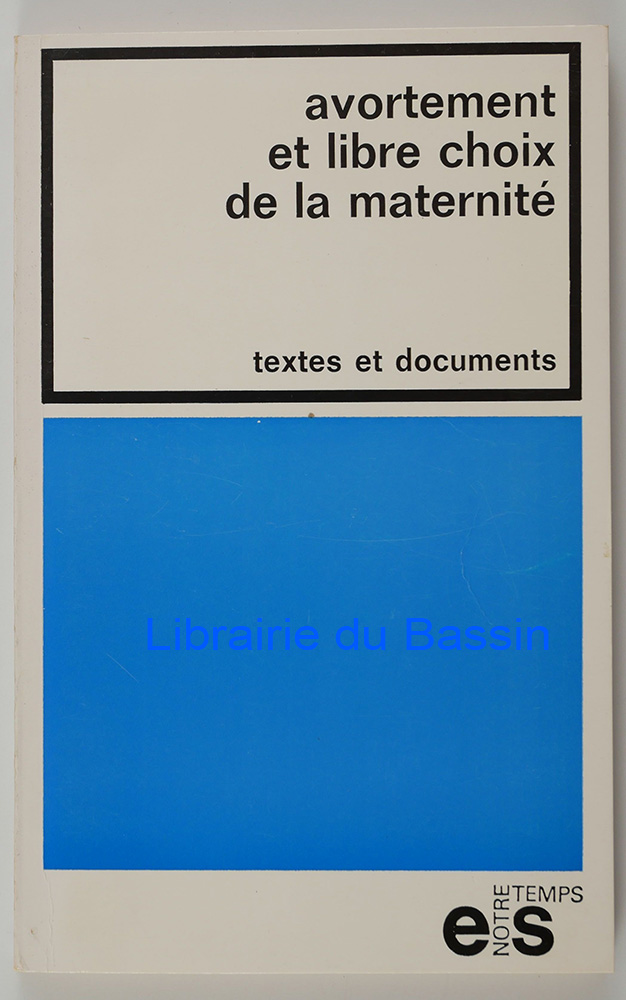 avortement
et libre choix
de la maternité
textes et documents
Librairie du Bassin
es NOTRE TEMPS